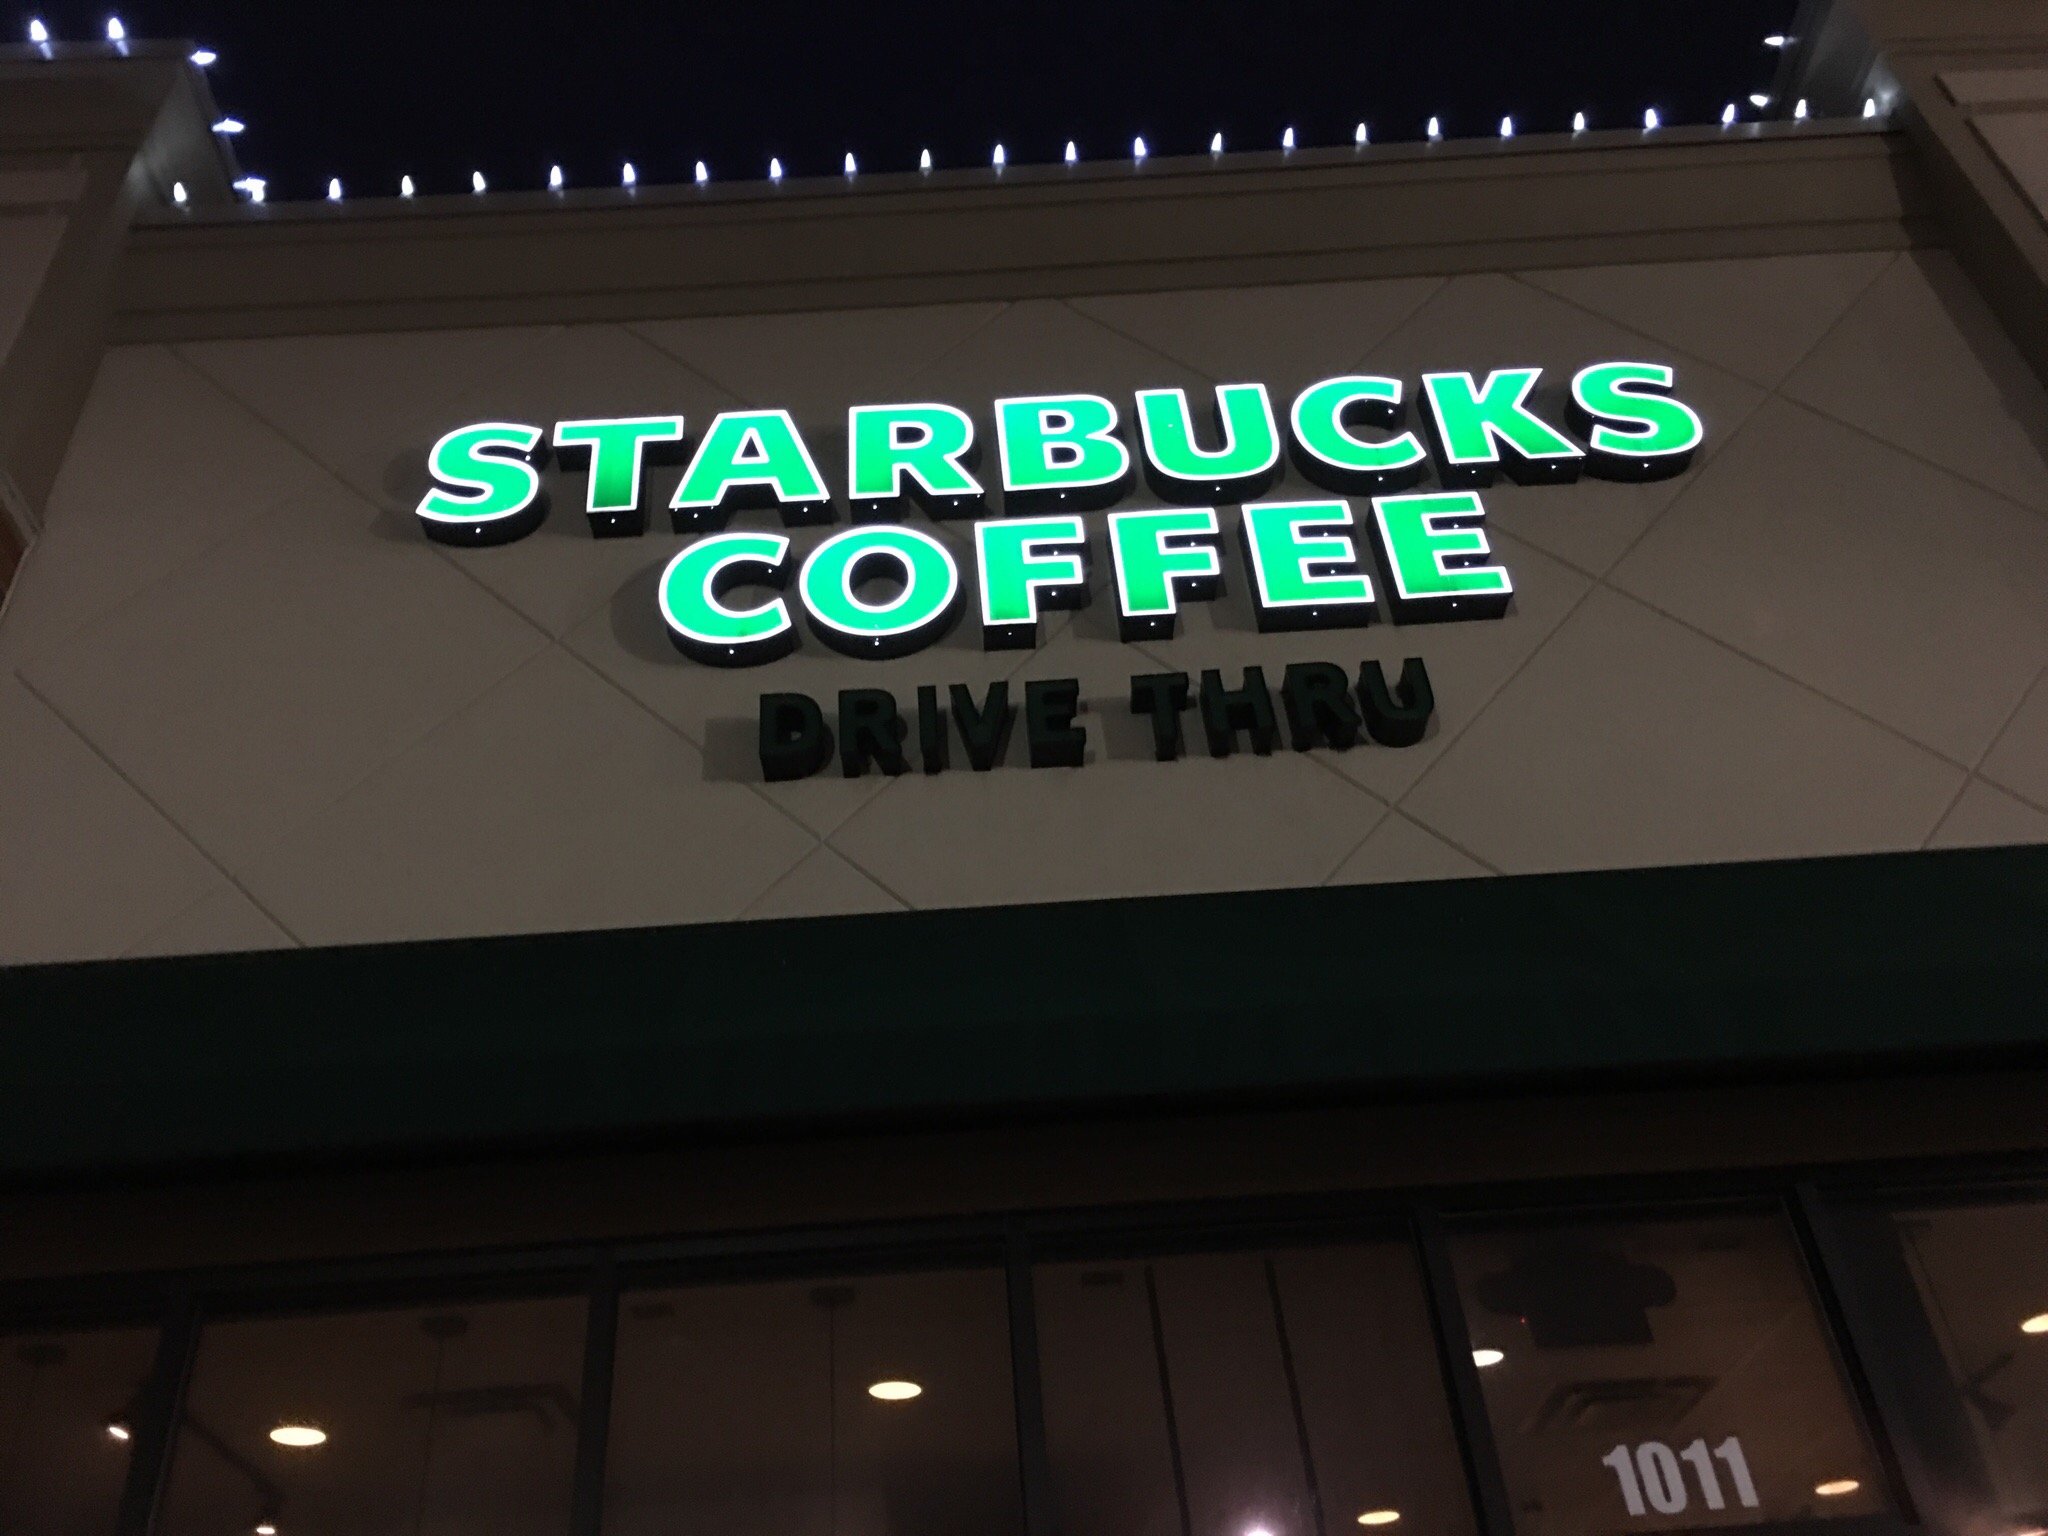 STARBUCKS
COFFEE
DRIVE THRU
1011